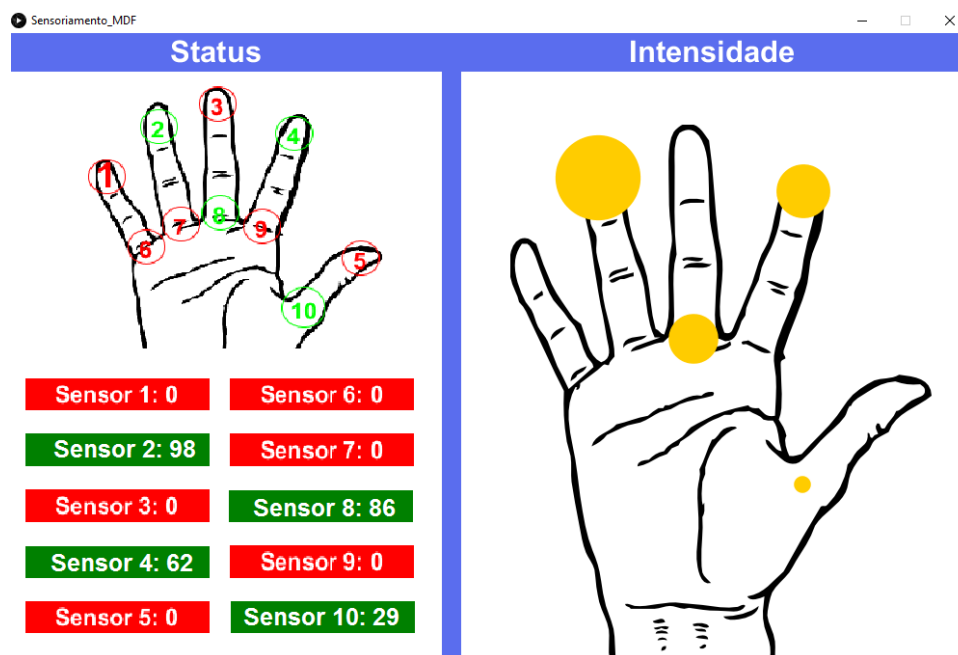 Sensoriamento_MDF
Status
Intensidade
3
2
4
1
8
7
9
6
5
10
Sensor 1: 0
Sensor 6: 0
Sensor 2: 98
Sensor 7: 0
Sensor 3: 0
Sensor 8: 86
Sensor 4: 62
Sensor 9: 0
Sensor 5: 0
Sensor 10: 29